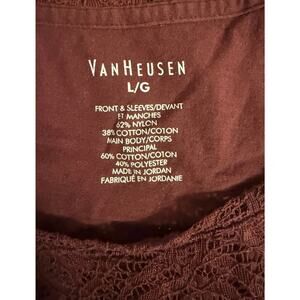 VANHEUSEN
L/G
FRONT & SLEEVES/DEVANT
ET MANCHES
62% NYLON
38% COTTON/COTON
MAIN BODY/CORPS
PRINCIPAL
60% COTTON/COTON
40% POLYESTER
MADE IN JORDAN
FABRIQUÉ EN JORDANIE